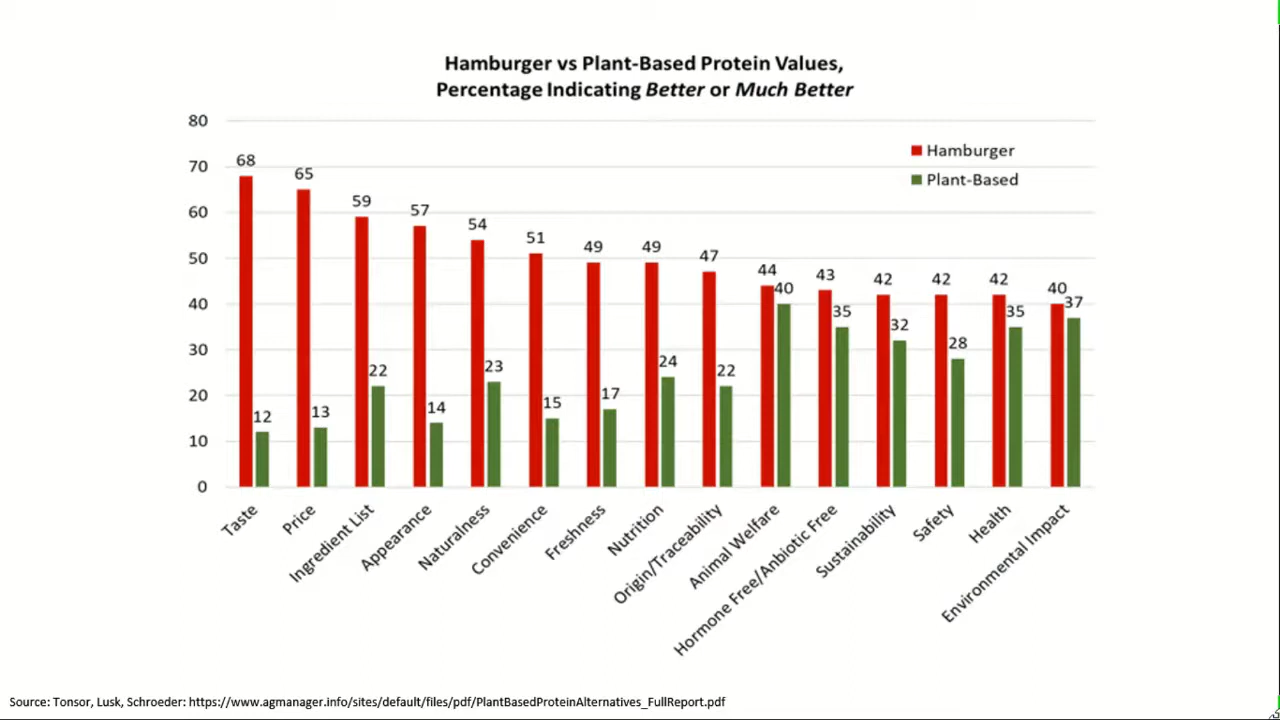 Hamburger vs Plant-Based Protein Values,
Percentage Indicating Better or Much Better
80
70
60
50
40
30
20
10
0
Hamburger
Plant-Based
68
12
65
13
59
22
57
14
54
23
51
15
49
17
49
24
47
22
44
40
43
35
42
32
42
28
42
35
40
37
Taste
Price
Ingredient List
Appearance
Naturalness
Convenience
Freshness
Nutrition
Origin/Traceability
Animal Welfare
Hormone Free/Anbiotic Free
Sustainability
Safety
Health
Environmental Impact
Source: Tonsor, Lusk, Schroeder: https://www.agmanager.info/sites/default/files/pdf/PlantBasedProteinAlternatives_FullReport.pdf